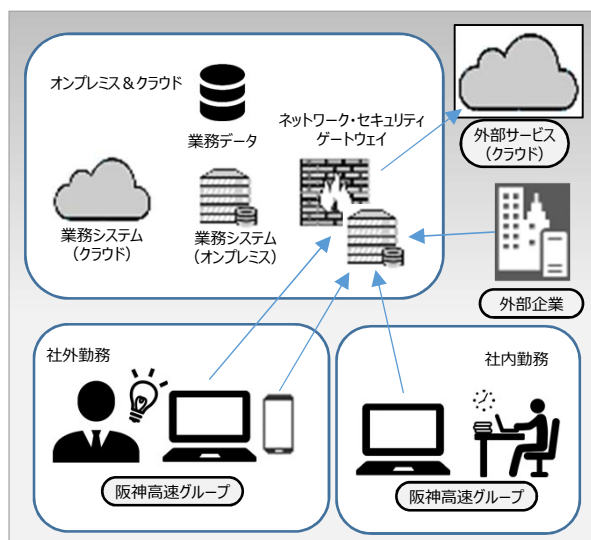 オンプレミス＆クラウド
業務データ
ネットワーク・セキュリティ
ゲートウェイ
外部サービス
（クラウド）
業務システム
（クラウド）
業務システム
（オンプレミス）
外部企業
社外勤務
阪神高速グループ
社内勤務
阪神高速グループ